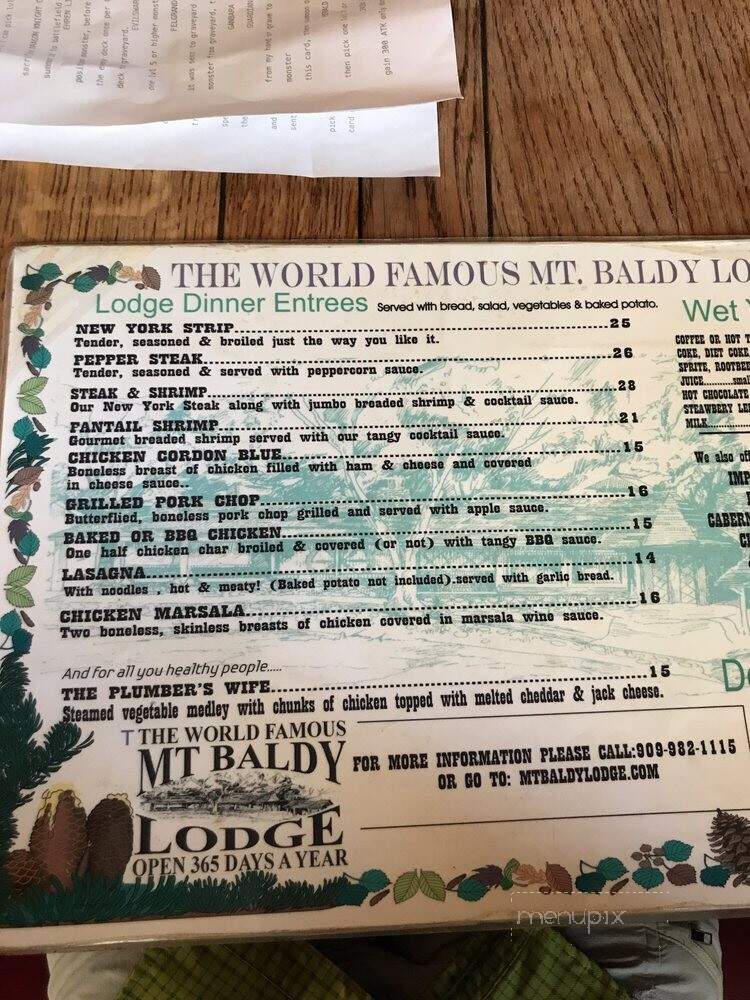 THE WORLD FAMOUS MT. BALDY LO
Lodge Dinner Entrees Served with bread, salad, vegetables & baked potato.
NEW YORK STRIP 25
Tender, seasoned & broiled just the way you like it.
PEPPER STEAK 26
Tender, seasoned & served with peppercorn sauce.
STEAK & SHRIMP 28
Our New York Steak along with jumbo breaded shrimp & cocktail sauce.
FANTAIL SHRIMP 21
Gourmet breaded shrimp served with our tangy cocktail sauce.
CHICKEN CORDON BLUE 15
Boneless breast of chicken filled with ham & cheese and covered
in cheese sauce..
GRILLED PORK CHOP 16
Butterflied, boneless pork chop grilled and served with apple sauce.
BAKED OR BBQ CHICKEN 15
One half chicken char broiled & covered (or not) with tangy BBQ sauce.
LASAGNA 14
With noodles , hot & meaty! (Baked potato not included).served with garlic bread.
CHICKEN MARSALA 16
Two boneless, skinless breasts of chicken covered in marsala wine sauce.
And for all you healthy people.....
THE PLUMBER'S WIFE 15
Steamed vegetable medley with chunks of chicken topped with melted cheddar & jack cheese.
T THE WORLD FAMOUS
MT BALDY
LODGE
OPEN 365 DAYS A YEAR
FOR MORE INFORMATION PLEASE CALL:909-982-1115
OR GO TO: MTBALDYLODGE.COM
Wet
COFFEE OR HOT T
COKE, DIET COKE
SPRITE, ROOTBEE
JUICE smal
HOT CHOCOLATE
STEAWBERY LE
MILK
We also off
IMP
CABERN
menupix